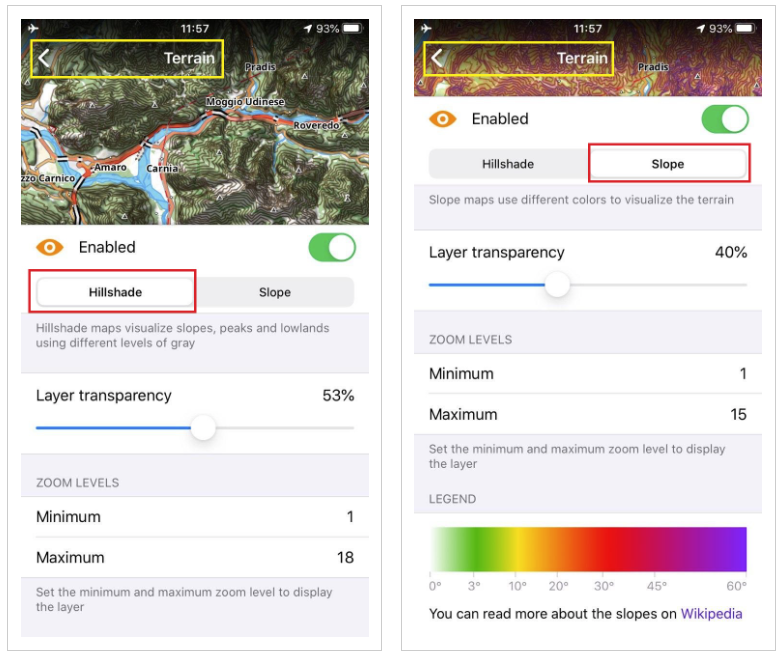 11:57
93%
Terrain
Pradis
Moggio Udinese
Roveredo
Amaro
Carnia
zzo Carnico
Enabled
Hillshade
Slope
Hillshade maps visualize slopes, peaks and lowlands
using different levels of gray
Layer transparency
53%
ZOOM LEVELS
Minimum
1
Maximum
18
Set the minimum and maximum zoom level to display
the layer
11:57
93%
Terrain
Pradis
Enabled
Hillshade
Slope
Slope maps use different colors to visualize the terrain
Layer transparency
40%
ZOOM LEVELS
Minimum
1
Maximum
15
Set the minimum and maximum zoom level to display
the layer
LEGEND
0° 3° 10° 20° 30° 45° 60°
You can read more about the slopes on Wikipedia